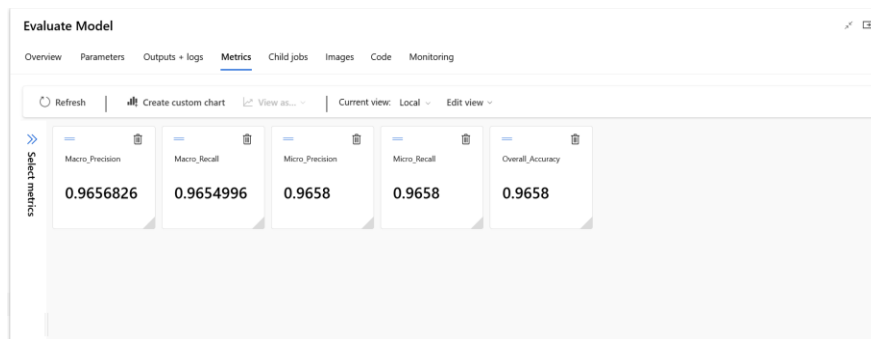 Evaluate Model
Overview Parameters Outputs + logs Metrics Child jobs Images Code Monitoring
Refresh Create custom chart View as... Current view: Local Edit view
Select metrics
Macro_Precision Macro_Recall Micro_Precision Micro_Recall Overall_Accuracy
0.9656826 0.9654996 0.9658 0.9658 0.9658